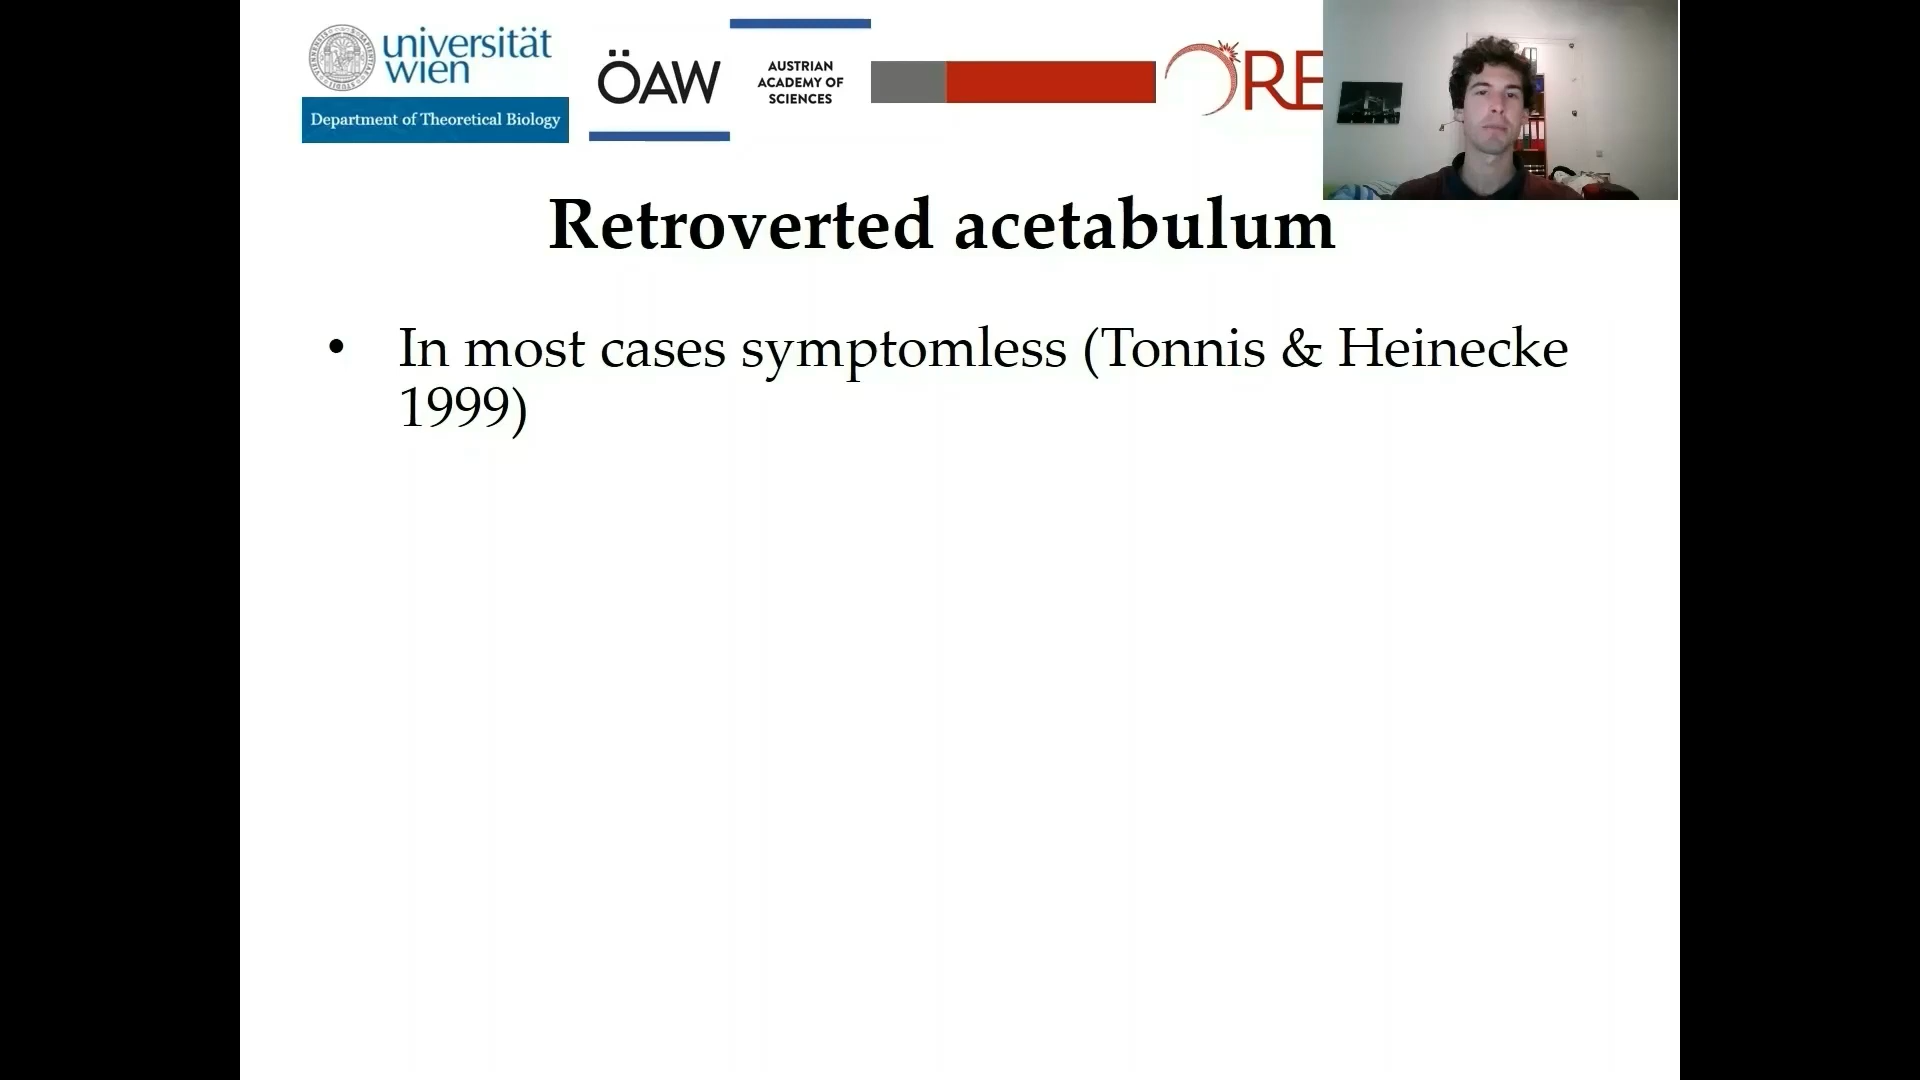 universität
wien
Department of Theoretical Biology
ÖAW
AUSTRIAN
ACADEMY OF
SCIENCES
RE
Retroverted acetabulum
• In most cases symptomless (Tonnis & Heinecke
1999)